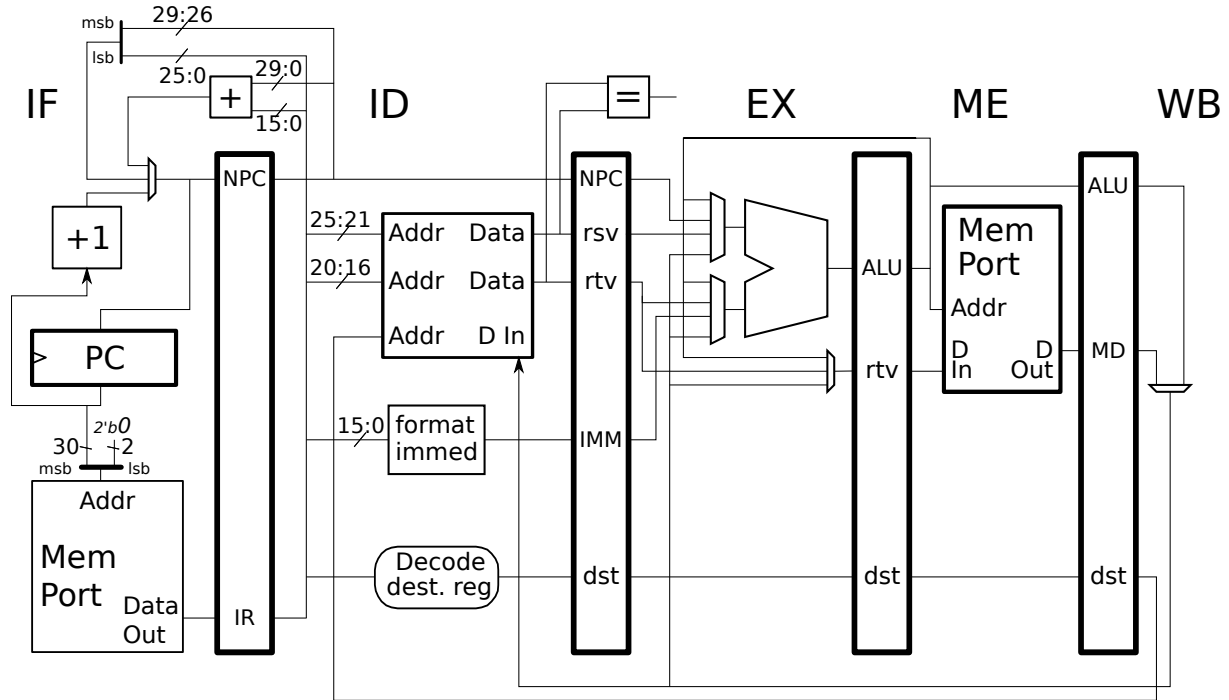 29:26
msb
lsb
25:0
29:0
+
15:0
=
IF
ID
EX
ME
WB
NPC
NPC
ALU
+1
25:21
Addr
Data
rsv
20:16
Addr
Data
rtv
Addr
D In
ALU
Mem
Port
Addr
D
In
D
Out
MD
PC
rtv
2'b0
30
2
msb
lsb
15:0
format
immed
IMM
Addr
Mem
Port
Data
Out
IR
Decode
dest. reg
dst
dst
dst